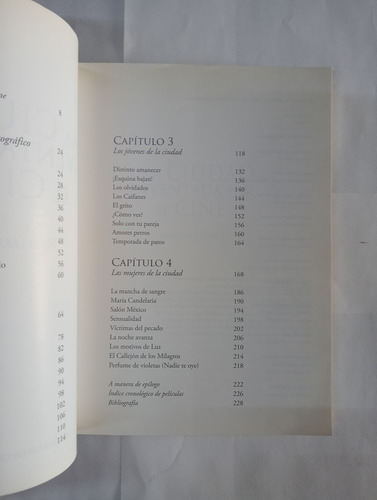 ne
8
ográfico
24
24
28
32
36
40
44
48
52
o 56
60
64
78
82
86
90
94
98
102
106
110
114
CAPÍTULO 3
Los jóvenes de la ciudad 118
Distinto amanecer 132
¡Esquina bajan! 136
Los olvidados 140
Los Caifanes 144
El grito 148
¿Cómo ves? 152
Solo con tu pareja 156
Amores perros 160
Temporada de patos 164
CAPÍTULO 4
Las mujeres de la ciudad 168
La mancha de sangre 186
María Candelaria 190
Salón México 194
Sensualidad 198
Víctimas del pecado 202
La noche avanza 206
Los motivos de Luz 210
El Callejón de los Milagros 214
Perfume de violetas (Nadie te oye) 218
A manera de epílogo 222
Índice cronológico de películas 226
Bibliografía 228